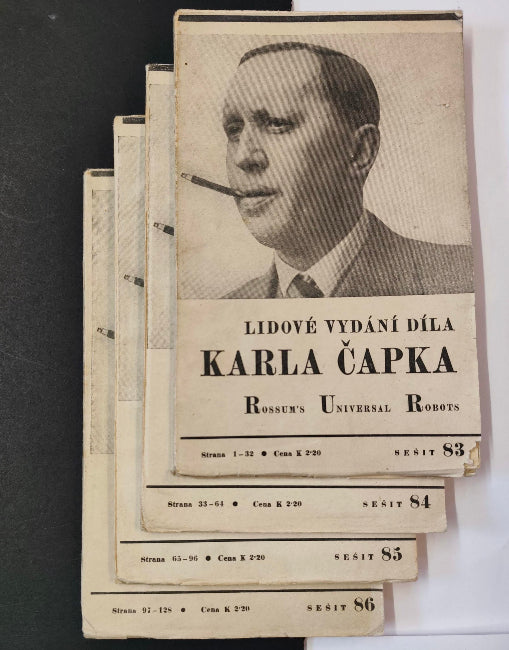 LIDOVÉ VYDÁNÍ DÍLA
KARLA ČAPKA
ROSSUM'S UNIVERSAL ROBOTS
Strana 1–32 ● Cena K 2·20 SEŠIT 83
Strana 33–64 ● Cena K 2·20 SEŠIT 84
Strana 65–96 ● Cena K 2·20 SEŠIT 85
Strana 97–128 ● Cena K 2·20 SEŠIT 86